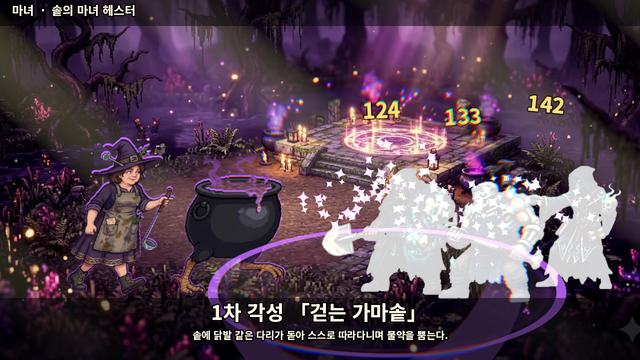 마녀 · 솥의 마녀 헤스터
124
133
142
1차 각성 「걷는 가마솥」
솥에 닭발 같은 다리가 돋아 스스로 따라다니며 물약을 뿜는다.